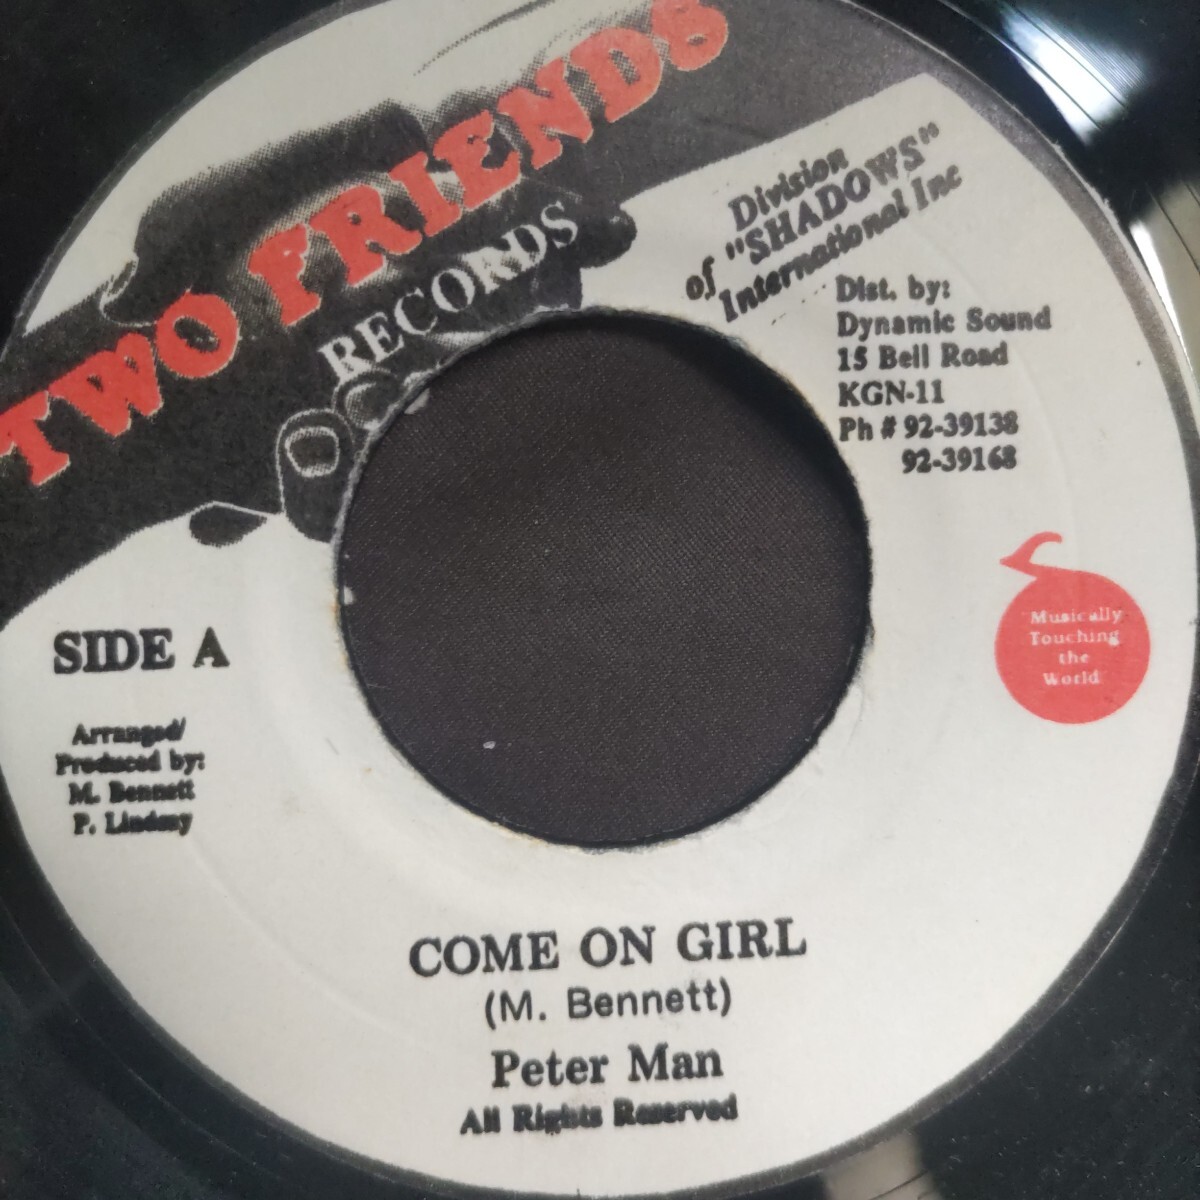 TWO FRIENDS
RECORDS
Division
of "SHADOWS"
International Inc
Dist. by:
Dynamic Sound
15 Bell Road
KGN-11
Ph # 92-39138
92-39168
Musically
Touching
the
World
SIDE A
Arranged/
Produced by:
M. Bennett
P. Lindsay
COME ON GIRL
(M. Bennett)
Peter Man
All Rights Reserved